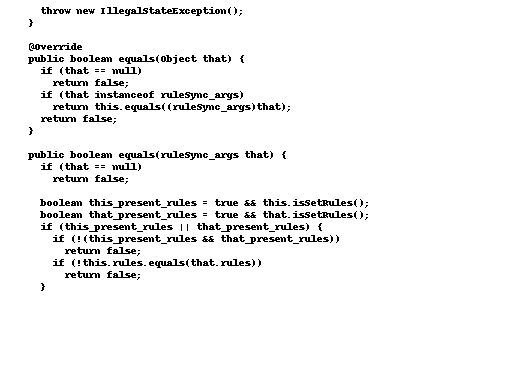 throw new IllegalStateException();
}
@Override
public boolean equals(Object that) {
if (that == null)
return false;
if (that instanceof ruleSync_args)
return this.equals((ruleSync_args)that);
return false;
}
public boolean equals(ruleSync_args that) {
if (that == null)
return false;
boolean this_present_rules = true && this.isSetRules();
boolean that_present_rules = true && that.isSetRules();
if (this_present_rules || that_present_rules) {
if (!(this_present_rules && that_present_rules))
return false;
if (!this.rules.equals(that.rules))
return false;
}